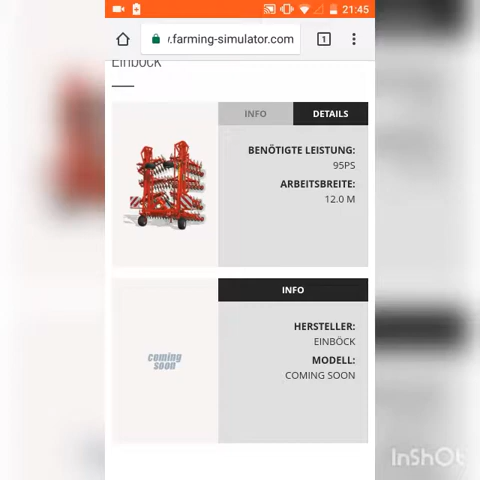 21:45
.farming-simulator.com
1
Einböck
INFO
DETAILS
BENÖTIGTE LEISTUNG:
95PS
ARBEITSBREITE:
12.0 M
INFO
coming
soon
HERSTELLER:
EINBÖCK
MODELL:
COMING SOON
InShOt